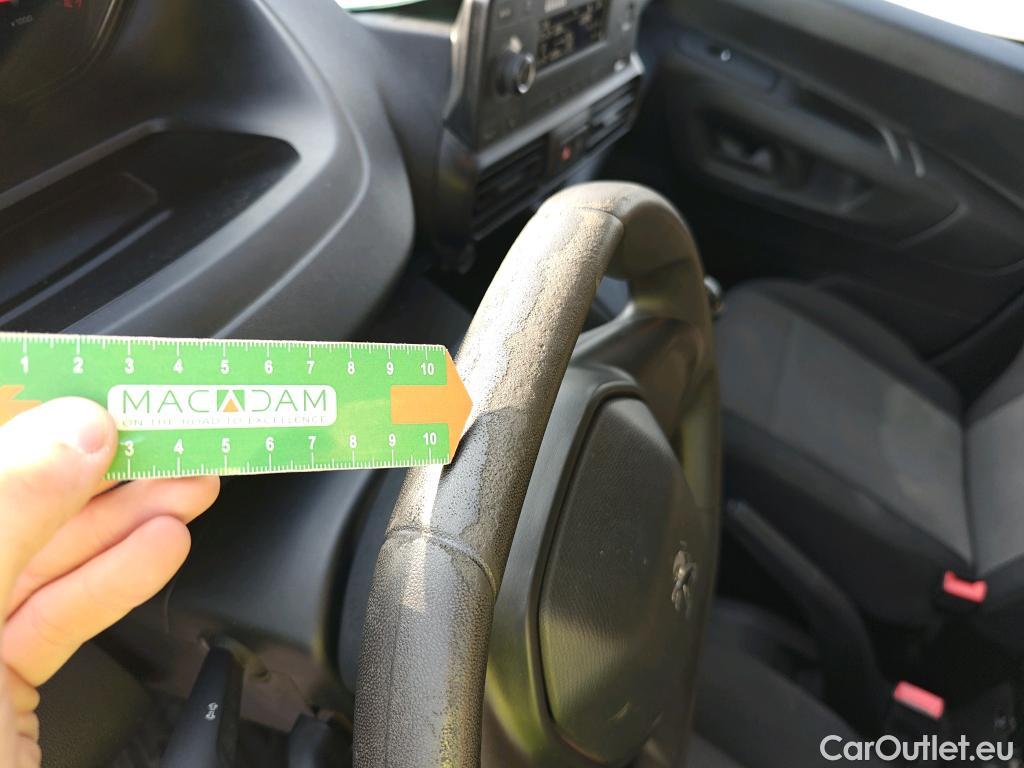 x1000
1 2 3 4 5 6 7 8 9 10
MACADAM
ON THE ROAD TO EXCELLENCE
3 4 5 6 7 8 9 10
CarOutlet.eu